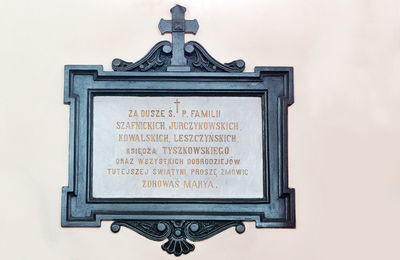 ZA DUSZE Ś. † P. FAMILII
SZAFNICKICH, JURCZYKOWSKICH,
KOWALSKICH, LESZCZYŃSKICH,
KSIĘDZA TYSZKOWSKIEGO
ORAZ WSZYSTKICH DOBRODZIEJÓW
TUTEJSZEJ ŚWIĄTYNI PROSZĘ ZMÓWIĆ
ZDROWAŚ MARYA.